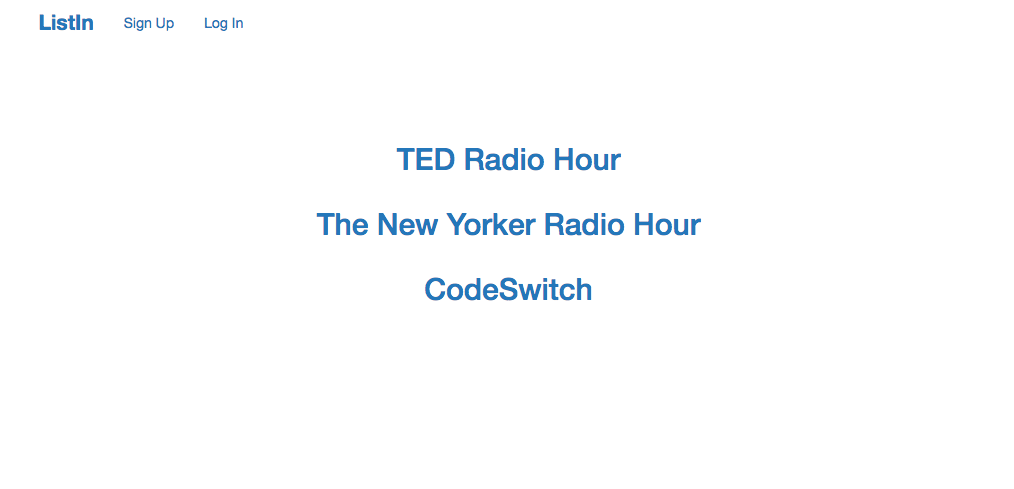 ListIn Sign Up Log In
TED Radio Hour
The New Yorker Radio Hour
CodeSwitch